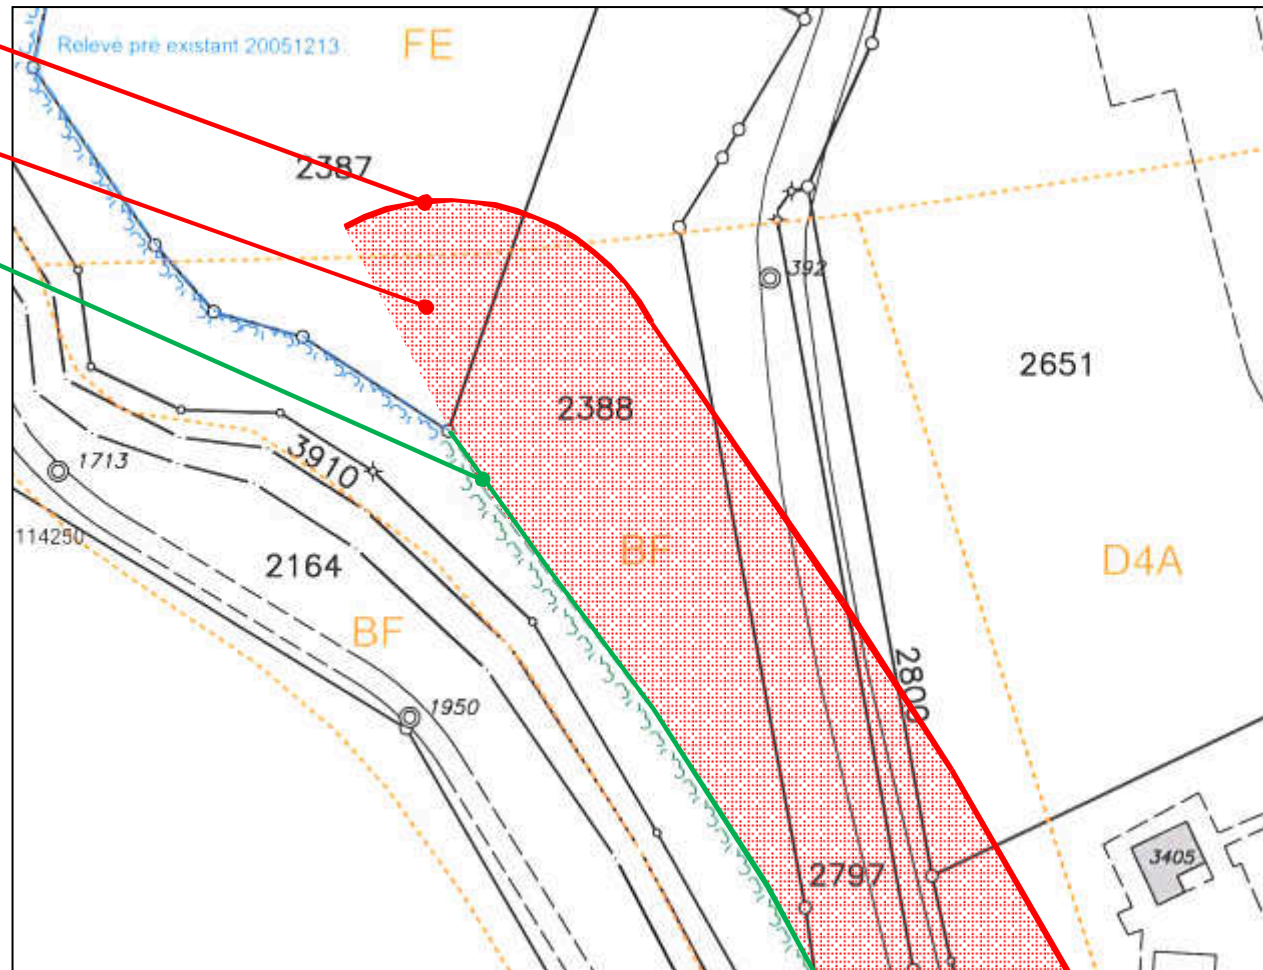 Relevé pré existant 20051213
FE
2387
392
2651
2388
3910
1713
114250
2164
BF
D4A
BF
2809
1950
2797
3405